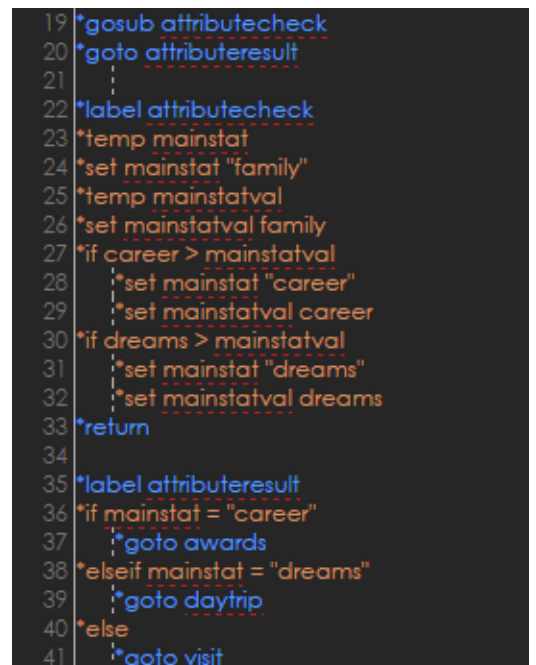 19 *gosub attributecheck
20 *goto attributeresult
21
22 *label attributecheck
23 *temp mainstat
24 *set mainstat "family"
25 *temp mainstatval
26 *set mainstatval family
27 *if career > mainstatval
28 *set mainstat "career"
29 *set mainstatval career
30 *if dreams > mainstatval
31 *set mainstat "dreams"
32 *set mainstatval dreams
33 *return
34
35 *label attributeresult
36 *if mainstat = "career"
37 *goto awards
38 *elseif mainstat = "dreams"
39 *goto daytrip
40 *else
41 *goto visit